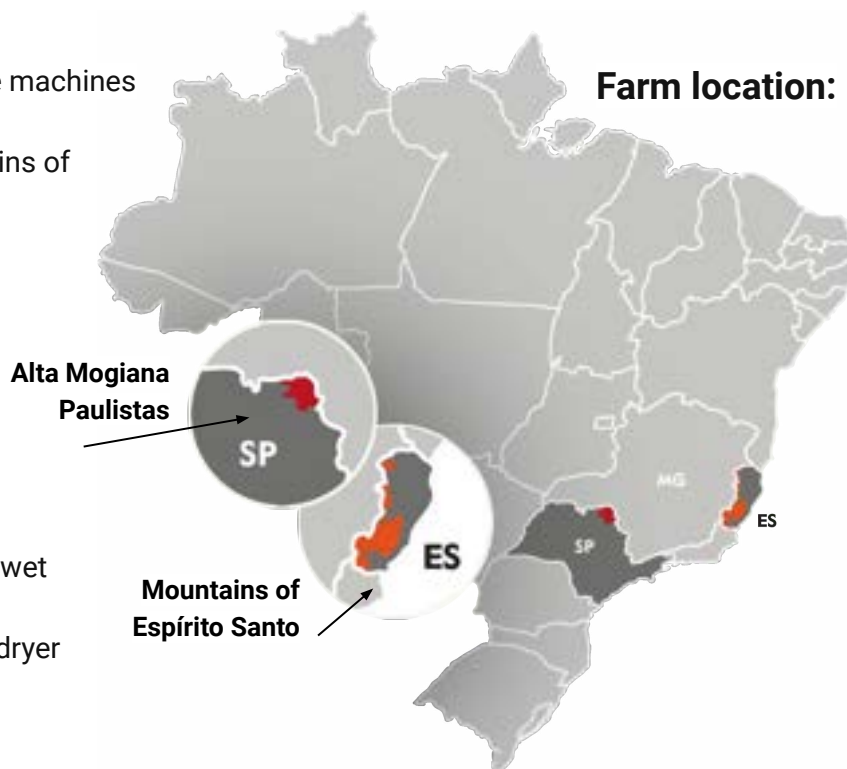 e machines
Farm location:
ins of
Alta Mogiana
Paulistas
SP
ES
MG
ES
SP
wet
Mountains of
Espírito Santo
dryer